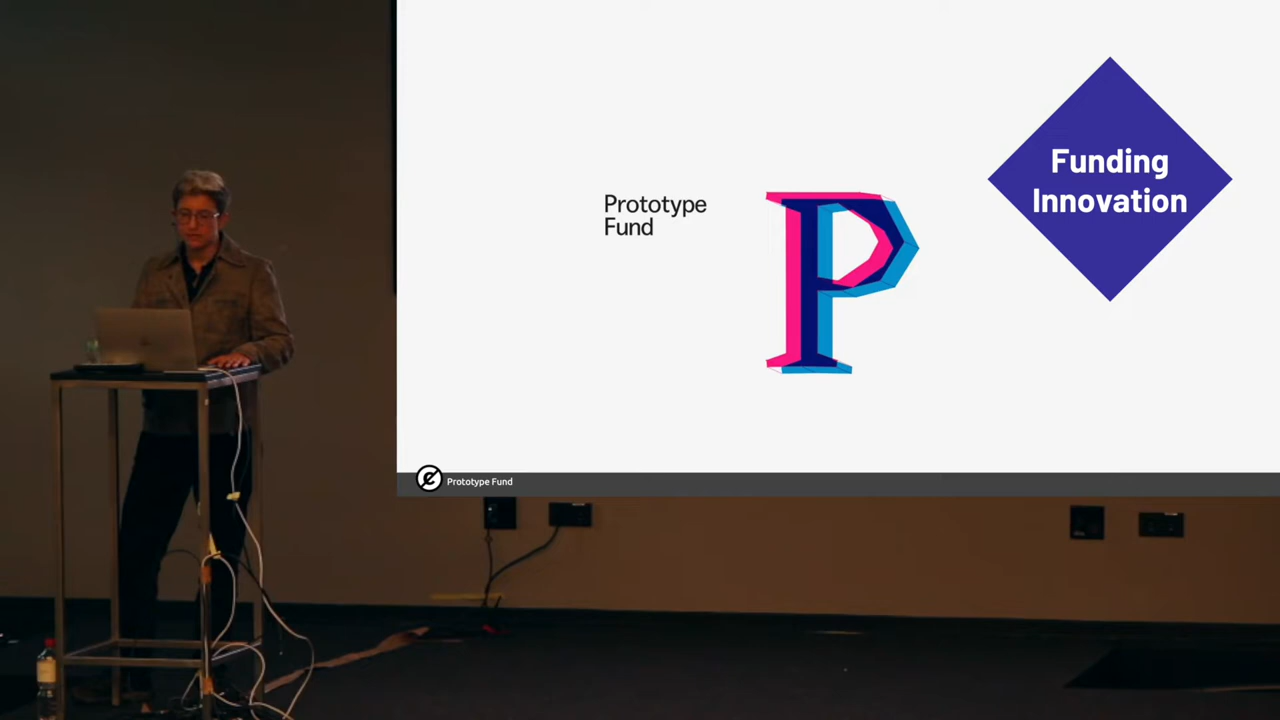 Prototype
Fund
P
Funding
Innovation
Prototype Fund